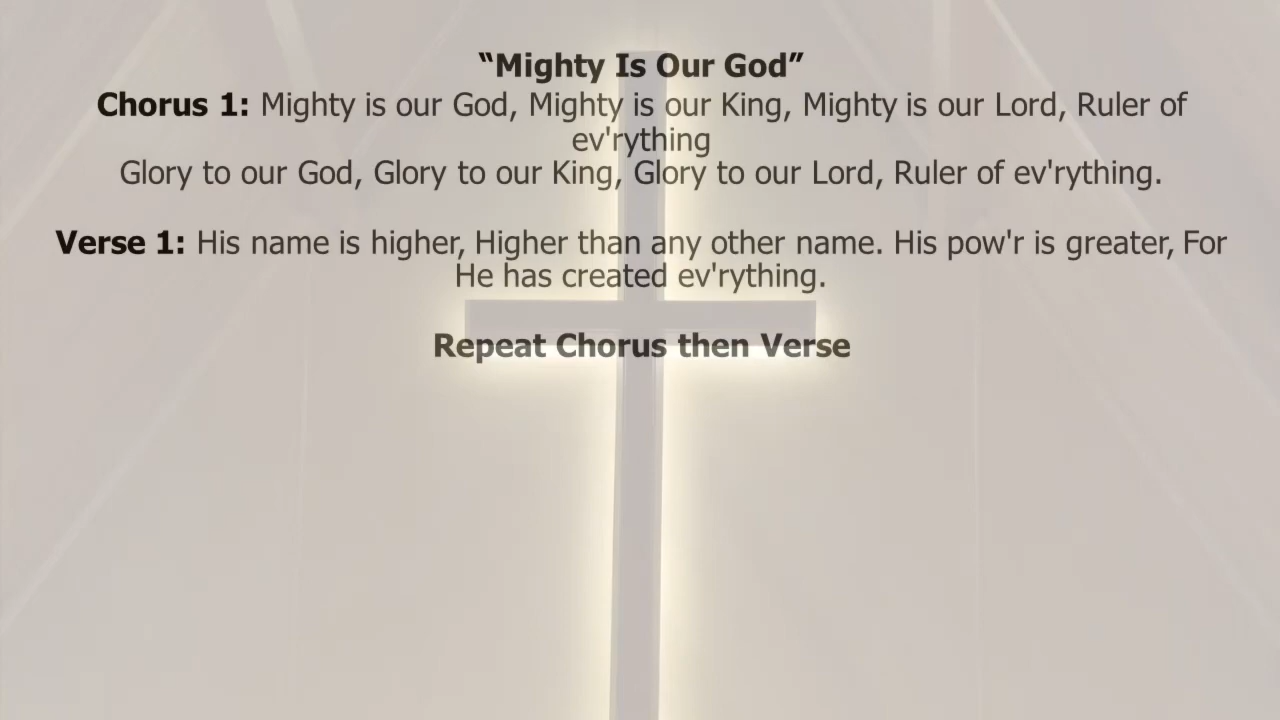 “Mighty Is Our God”
Chorus 1: Mighty is our God, Mighty is our King, Mighty is our Lord, Ruler of
ev'rything
Glory to our God, Glory to our King, Glory to our Lord, Ruler of ev'rything.
Verse 1: His name is higher, Higher than any other name. His pow'r is greater, For
He has created ev'rything.
Repeat Chorus then Verse